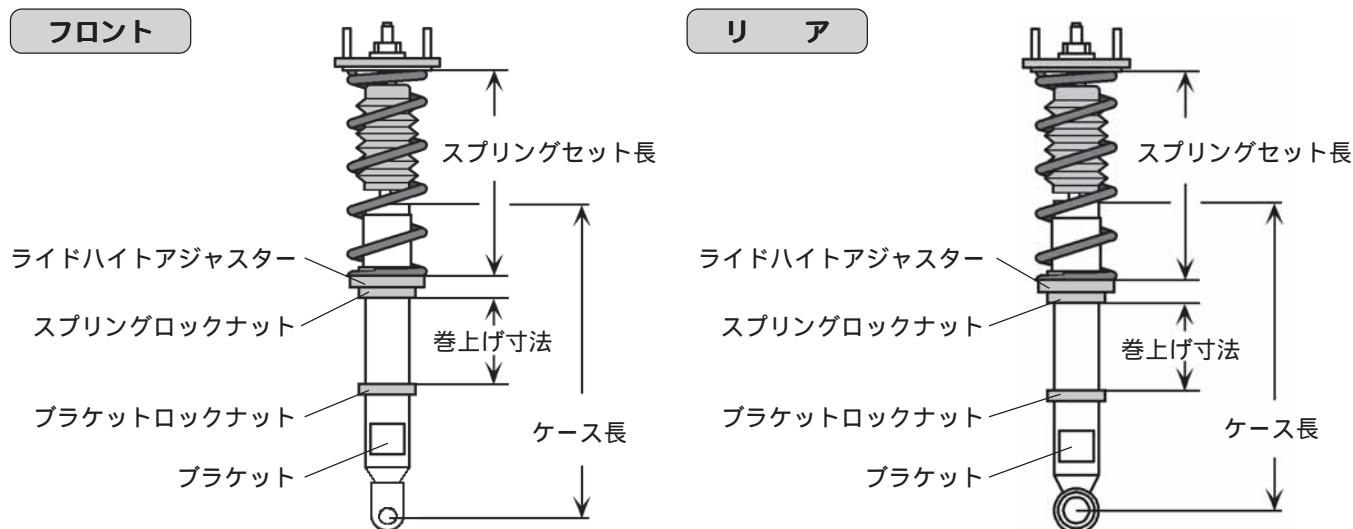 フロント
スプリングセット長
ライドハイトアジャスター
スプリングロックナット
巻上げ寸法
ブラケットロックナット
ケース長
ブラケット
リ　ア
スプリングセット長
ライドハイトアジャスター
スプリングロックナット
巻上げ寸法
ブラケットロックナット
ケース長
ブラケット